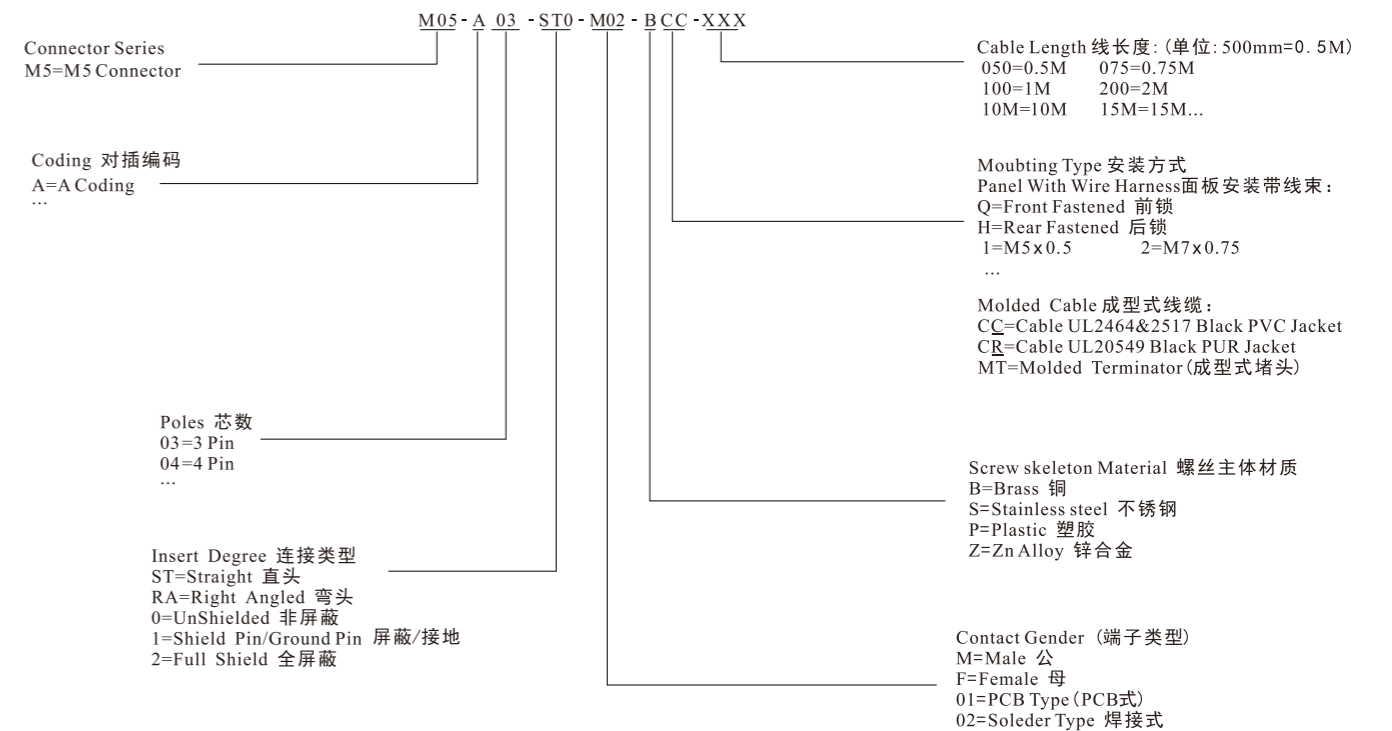 M05-A 03 -ST0-M02-BCC-XXX
Connector Series
M5=M5 Connector
Coding 对插编码
A=A Coding
...
Poles 芯数
03=3 Pin
04=4 Pin
...
Insert Degree 连接类型
ST=Straight 直头
RA=Right Angled 弯头
0=UnShielded 非屏蔽
1=Shield Pin/Ground Pin 屏蔽/接地
2=Full Shield 全屏蔽
Cable Length 线长度: (单位: 500mm=0.5M)
050=0.5M 075=0.75M
100=1M 200=2M
10M=10M 15M=15M...
Moubting Type 安装方式
Panel With Wire Harness面板安装带线束:
Q=Front Fastened 前锁
H=Rear Fastened 后锁
1=M5x0.5 2=M7x0.75
...
Molded Cable 成型式线缆:
CC=Cable UL2464&2517 Black PVC Jacket
CR=Cable UL20549 Black PUR Jacket
MT=Molded Terminator(成型式堵头)
Screw skeleton Material 螺丝主体材质
B=Brass 铜
S=Stainless steel 不锈钢
P=Plastic 塑胶
Z=Zn Alloy 锌合金
Contact Gender (端子类型)
M=Male 公
F=Female 母
01=PCB Type(PCB式)
02=Soleder Type 焊接式